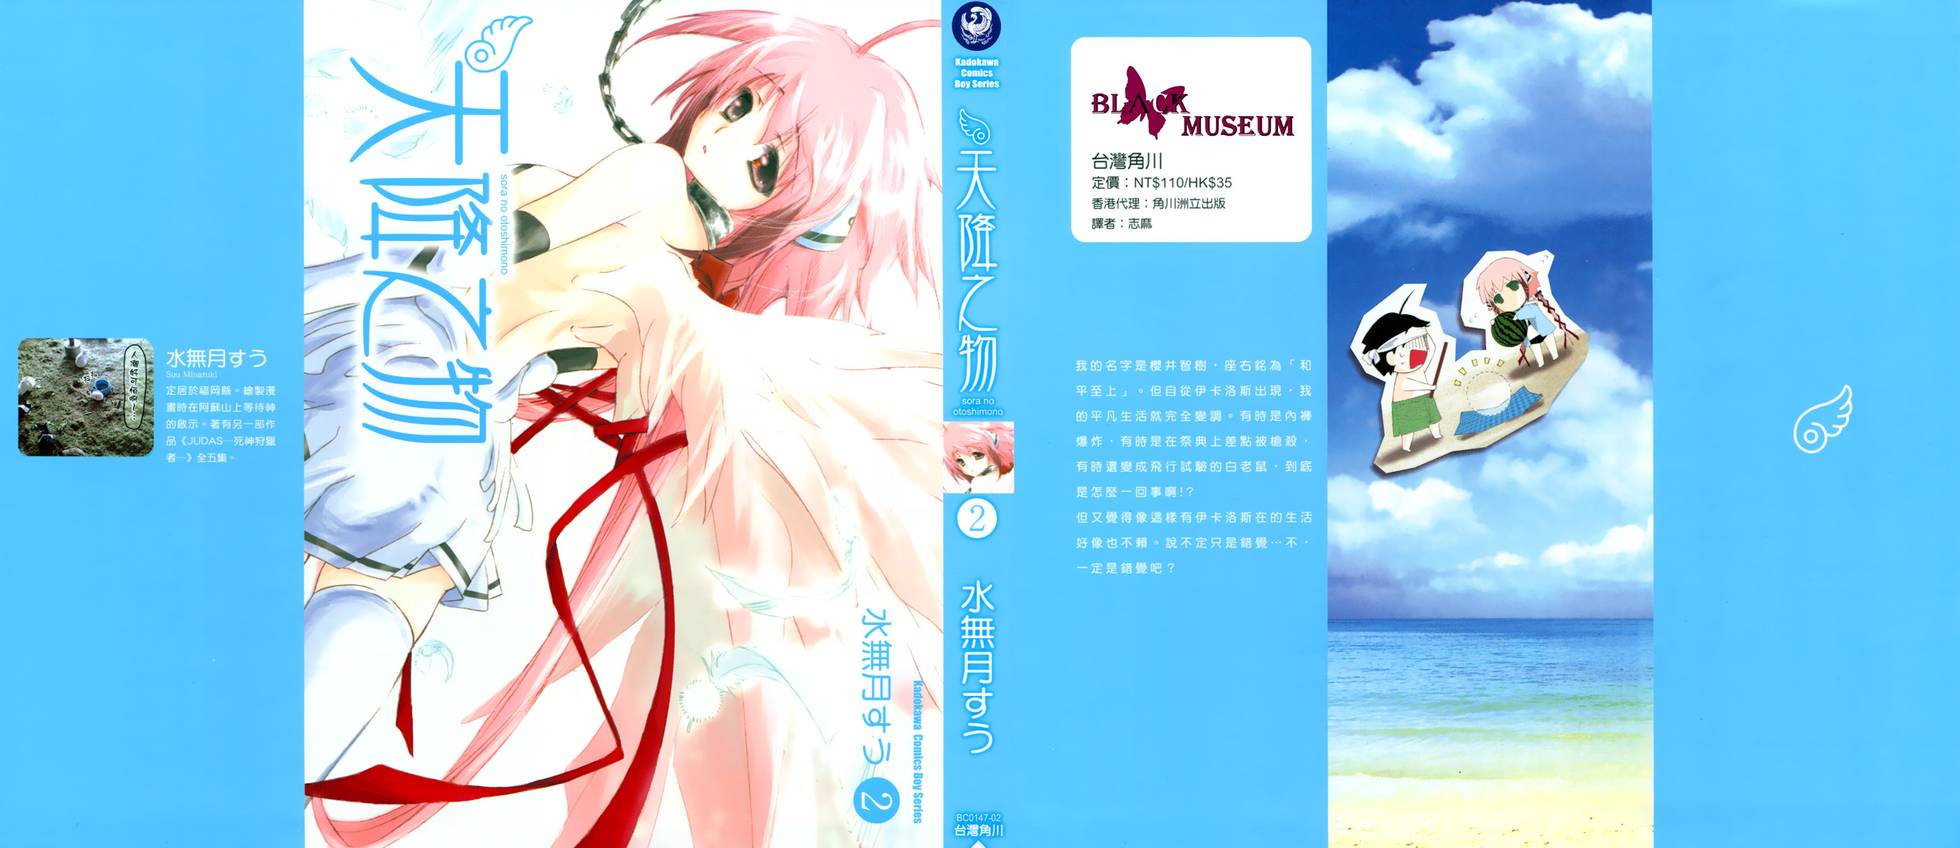 水無月すう
Suu Minazuki
定居於福岡縣。繪製漫
畫時在阿蘇山上等待神
的啟示。著有另一部作
品《JUDAS—死神狩獵
者—》全五集。
天降之物
sora no otoshimono
水無月すう
2
Kadokawa Comics Boy Series
Kadokawa
Comics
Boy Series
天降之物
sora no
otoshimono
2
水無月すう
BC0147-02
台灣角川
BLACK
MUSEUM
台灣角川
定價：NT$110/HK$35
香港代理：角川洲立出版
譯者：志麻
我的名字是櫻井智樹，座右銘為「和
平至上」。但自從伊卡洛斯出現，我
的平凡生活就完全變調。有時是內褲
爆炸，有時是在祭典上差點被槍殺，
有時還變成飛行試驗的白老鼠，到底
是怎麼一回事啊!?
但又覺得像這樣有伊卡洛斯在的生活
好像也不賴。說不定只是錯覺…不，
一定是錯覺吧？